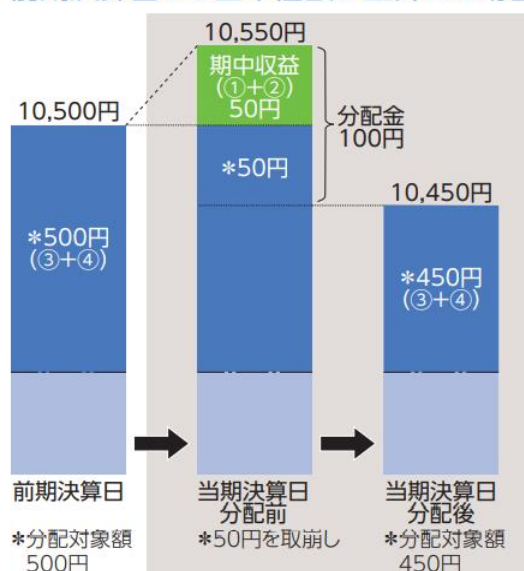 10,550円
期中収益
(①+②)
50円
分配金
100円
10,500円
*50円
10,450円
*500円
(③+④)
*450円
(③+④)
前期決算日
当期決算日
分配前
当期決算日
分配後
*分配対象額
500円
*50円を取崩し
*分配対象額
450円